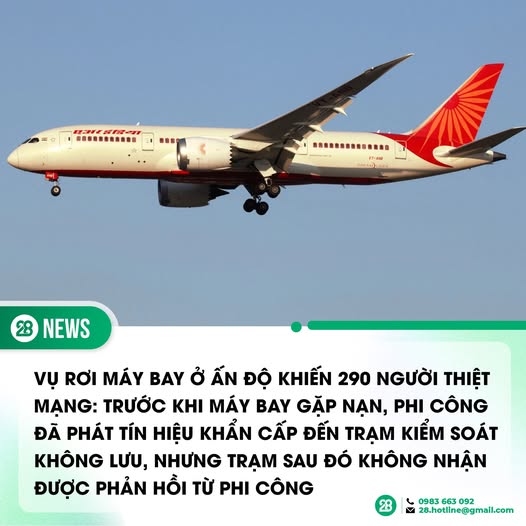 एअर इंडिया
28 NEWS
VỤ RƠI MÁY BAY Ở ẤN ĐỘ KHIẾN 290 NGƯỜI THIỆT
MẠNG: TRƯỚC KHI MÁY BAY GẶP NẠN, PHI CÔNG
ĐÃ PHÁT TÍN HIỆU KHẨN CẤP ĐẾN TRẠM KIỂM SOÁT
KHÔNG LƯU, NHƯNG TRẠM SAU ĐÓ KHÔNG NHẬN
ĐƯỢC PHẢN HỒI TỪ PHI CÔNG
28
0983 663 092
28.hotline@gmail.com